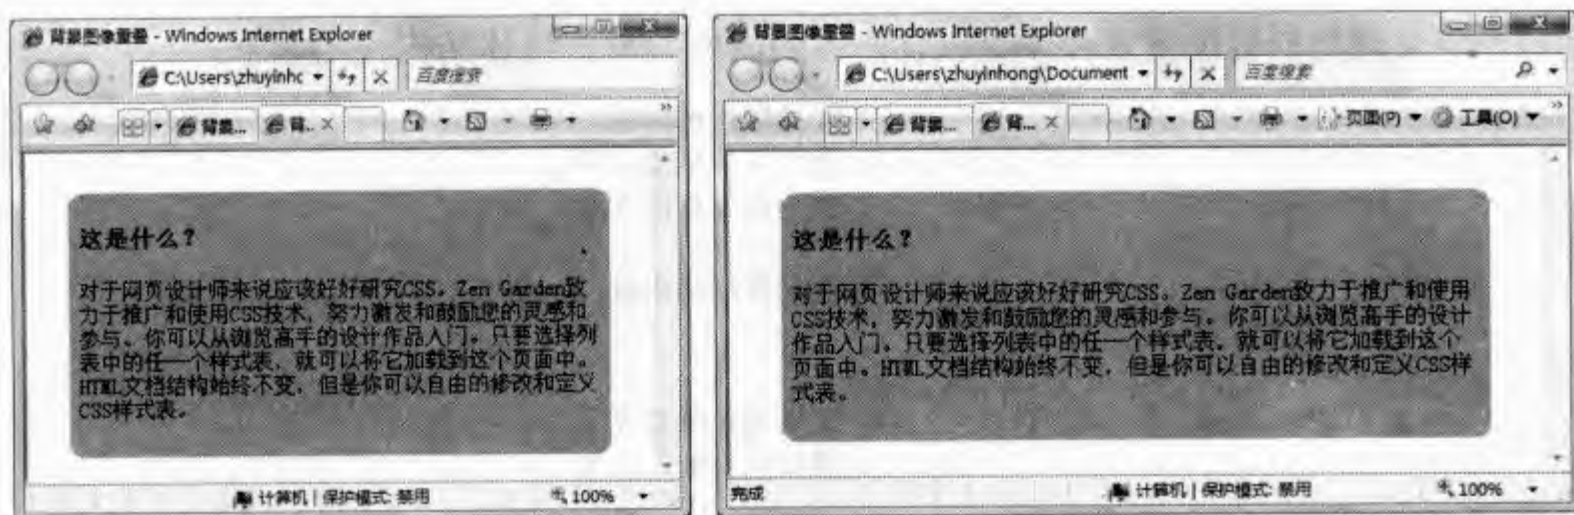 背景图像重叠 - Windows Internet Explorer
C:\Users\zhuyinhc
百度搜索
背景...
背...
这是什么？
对于网页设计师来说应该好好研究CSS。Zen Garden致
力于推广和使用CSS技术，努力激发和鼓励您的灵感和
参与。你可以从浏览高手的设计作品入门。只要选择列
表中的任一个样式表，就可以将它加载到这个页面中。
HTML文档结构始终不变，但是你可以自由的修改和定义
CSS样式表。
计算机 | 保护模式: 禁用
100%
背景图像重叠 - Windows Internet Explorer
C:\Users\zhuyinhong\Document
百度搜索
背景...
背...
页面(P)
工具(O)
这是什么？
对于网页设计师来说应该好好研究CSS。Zen Garden致力于推广和使用
CSS技术，努力激发和鼓励您的灵感和参与。你可以从浏览高手的设计
作品入门。只要选择列表中的任一个样式表，就可以将它加载到这个
页面中。HTML文档结构始终不变，但是你可以自由的修改和定义CSS样
式表。
完成
计算机 | 保护模式: 禁用
100%